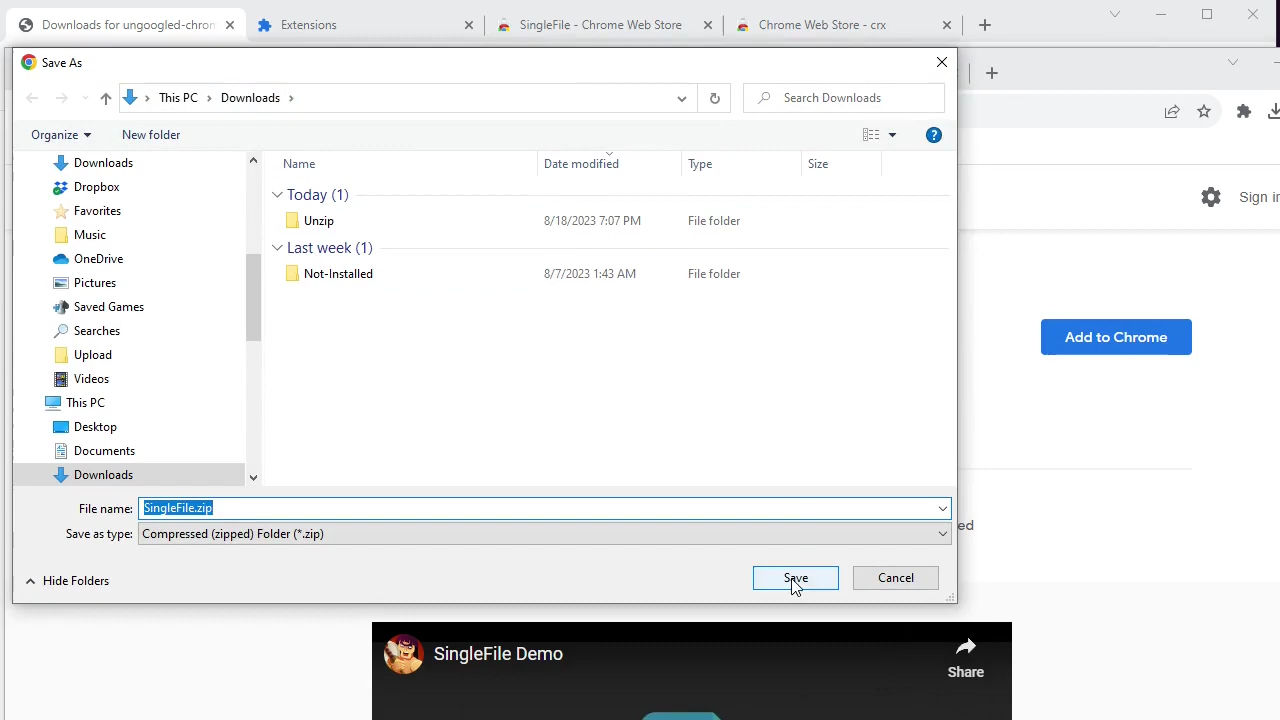 Downloads for ungoogled-chron
Extensions
SingleFile - Chrome Web Store
Chrome Web Store - crx
Save As
This PC
Downloads
Search Downloads
Organize
New folder
Name
Date modified
Type
Size
Downloads
Dropbox
Favorites
Music
OneDrive
Pictures
Saved Games
Searches
Upload
Videos
This PC
Desktop
Documents
Downloads
Today (1)
Unzip
8/18/2023 7:07 PM
File folder
Last week (1)
Not-Installed
8/7/2023 1:43 AM
File folder
Sign in
Add to Chrome
ed
File name:
SingleFile.zip
Save as type:
Compressed (zipped) Folder (*.zip)
Hide Folders
Save
Cancel
SingleFile Demo
Share